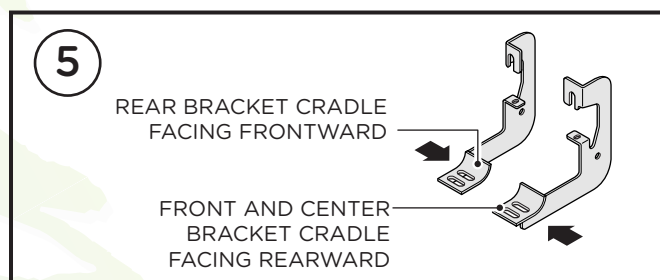 5
REAR BRACKET CRADLE
FACING FRONTWARD
FRONT AND CENTER
BRACKET CRADLE
FACING REARWARD